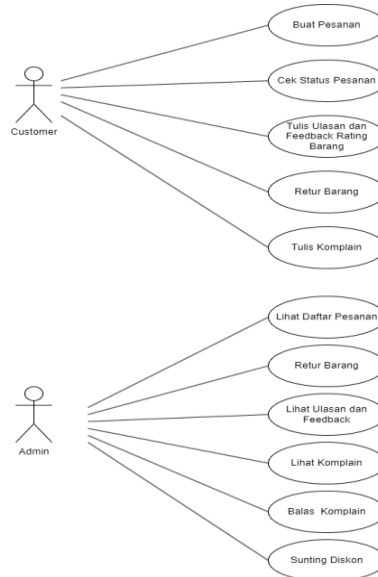 Buat Pesanan
Cek Status Pesanan
Customer
Tulis Ulasan dan
Feedback Rating
Barang
Retur Barang
Tulis Komplain
Lihat Daftar Pesanan
Retur Barang
Lihat Ulasan dan
Feedback
Admin
Lihat Komplain
Balas Komplain
Sunting Diskon